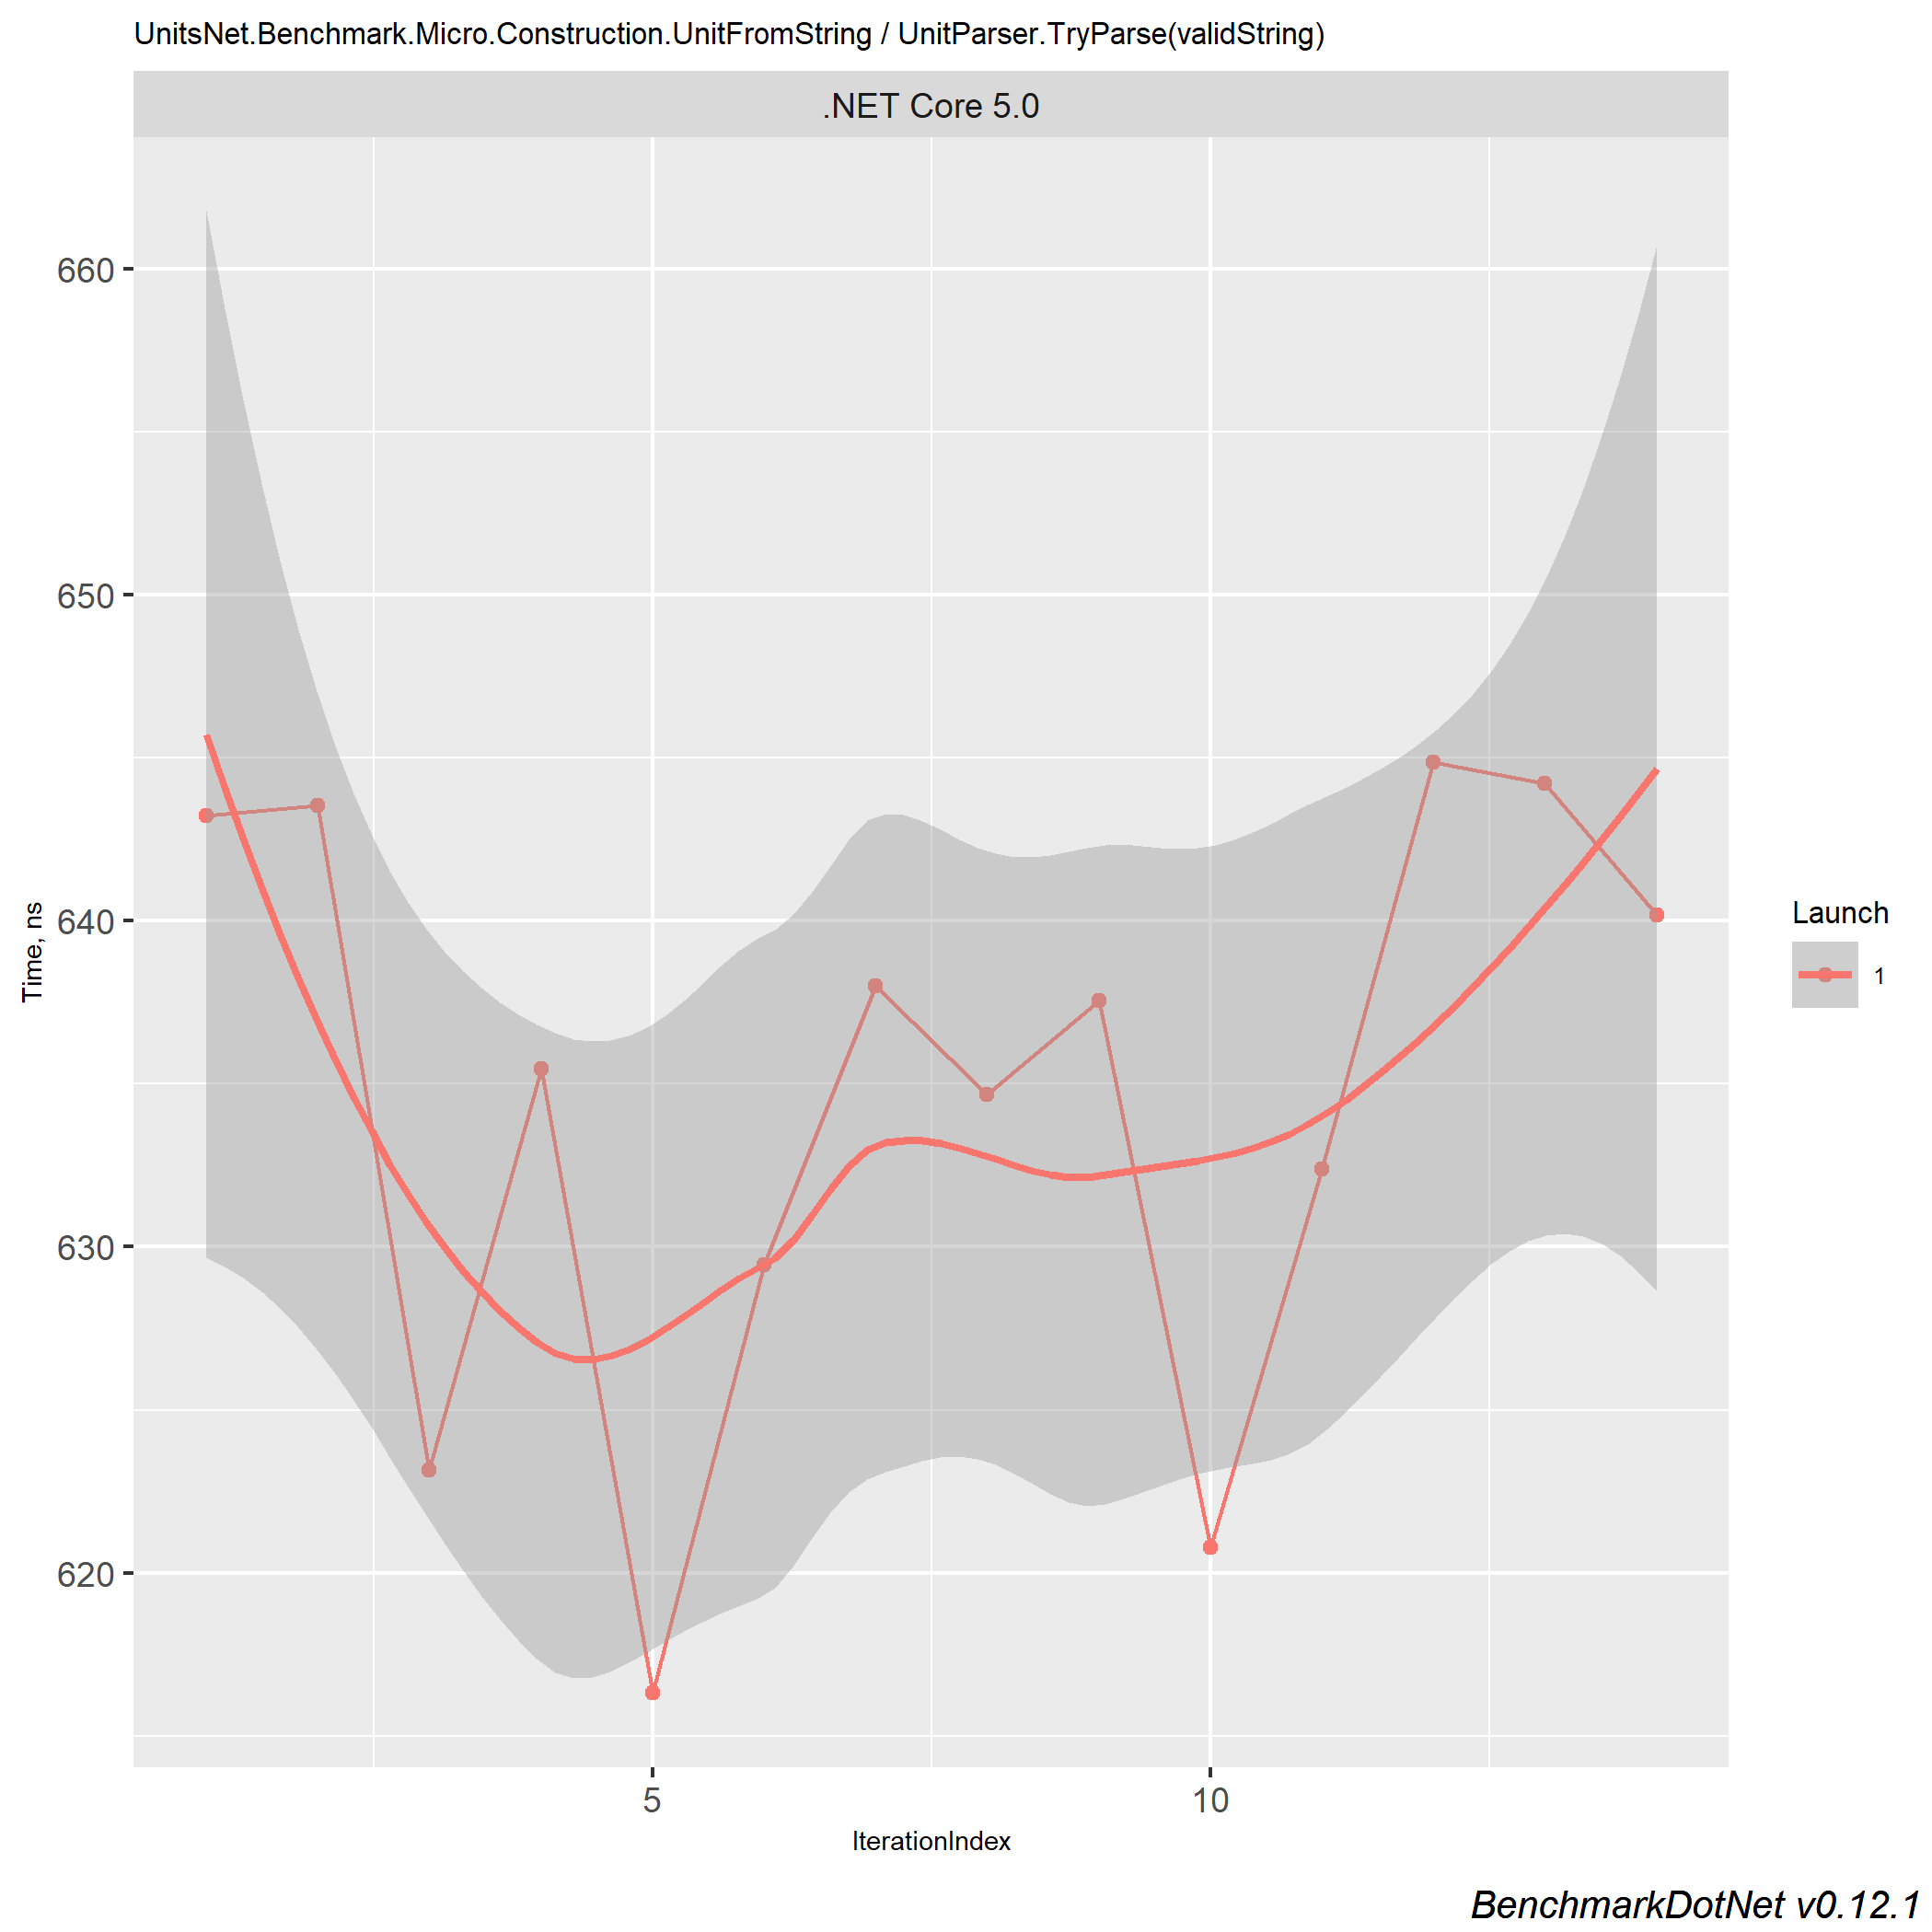 UnitsNet.Benchmark.Micro.Construction.UnitFromString / UnitParser.TryParse(validString)
.NET Core 5.0
660
650
640
630
620
Time, ns
5
10
IterationIndex
Launch
1
BenchmarkDotNet v0.12.1